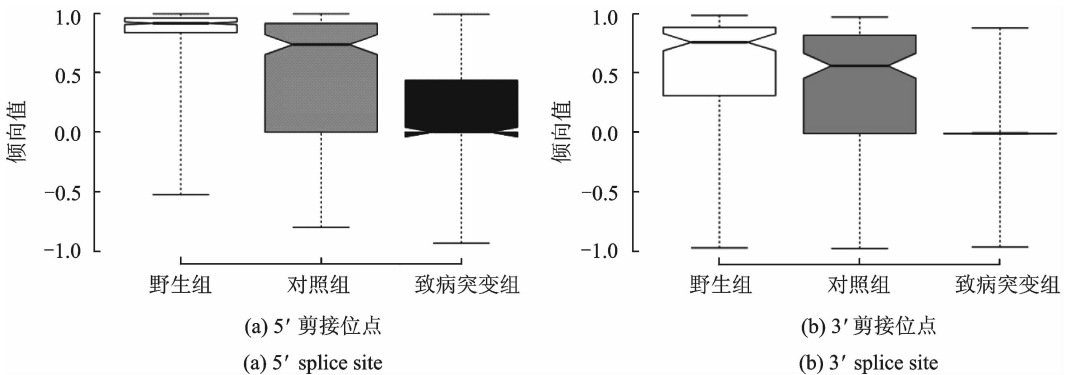 1.0
0.5
0.0
−0.5
−1.0
倾向值
野生组
对照组
致病突变组
(a) 5′ 剪接位点
(a) 5′ splice site
1.0
0.5
0.0
−0.5
−1.0
倾向值
野生组
对照组
致病突变组
(b) 3′ 剪接位点
(b) 3′ splice site